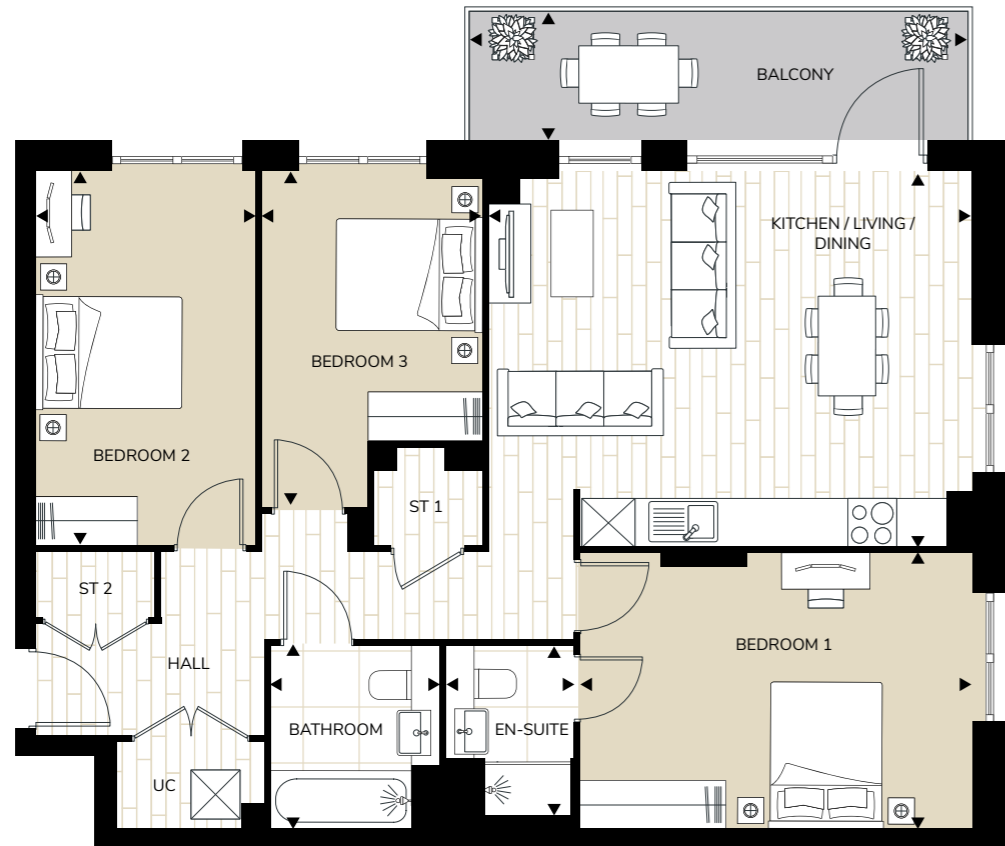 BALCONY
KITCHEN / LIVING /
DINING
BEDROOM 3
BEDROOM 2
ST 1
ST 2
BEDROOM 1
HALL
BATHROOM
EN-SUITE
UC